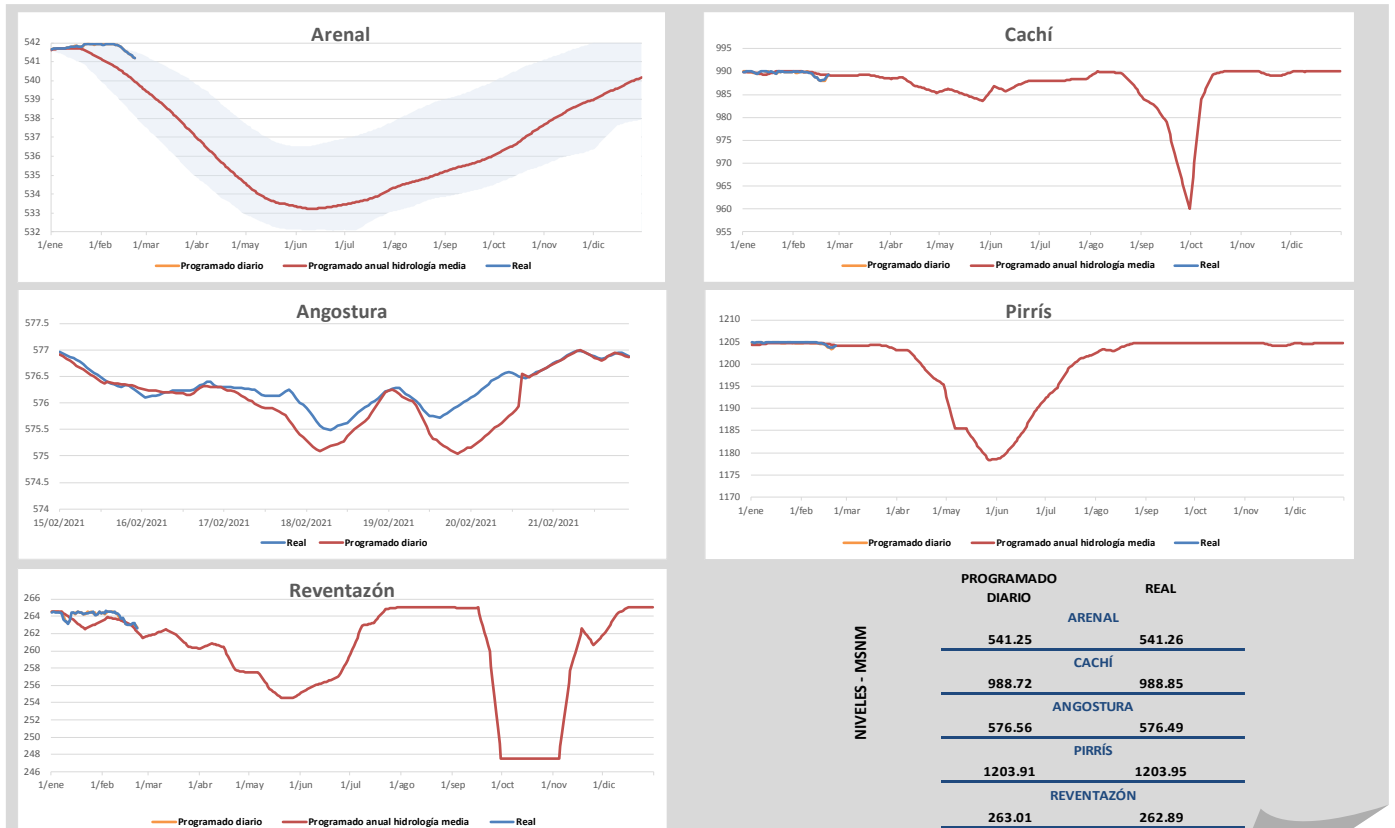 Arenal
542
541
540
539
538
537
536
535
534
533
532
1/ene 1/feb 1/mar 1/abr 1/may 1/jun 1/jul 1/ago 1/sep 1/oct 1/nov 1/dic
Programado diario Programado anual hidrología media Real
Cachí
995
990
985
980
975
970
965
960
955
1/ene 1/feb 1/mar 1/abr 1/may 1/jun 1/jul 1/ago 1/sep 1/oct 1/nov 1/dic
Programado diario Programado anual hidrología media Real
Angostura
577.5
577
576.5
576
575.5
575
574.5
574
15/02/2021 16/02/2021 17/02/2021 18/02/2021 19/02/2021 20/02/2021 21/02/2021
Real Programado diario
Pirrís
1210
1205
1200
1195
1190
1185
1180
1175
1170
1/ene 1/feb 1/mar 1/abr 1/may 1/jun 1/jul 1/ago 1/sep 1/oct 1/nov 1/dic
Programado diario Programado anual hidrología media Real
Reventazón
266
264
262
260
258
256
254
252
250
248
246
1/ene 1/feb 1/mar 1/abr 1/may 1/jun 1/jul 1/ago 1/sep 1/oct 1/nov 1/dic
Programado diario Programado anual hidrología media Real
NIVELES - MSNM
PROGRAMADO
DIARIO REAL
ARENAL
541.25 541.26
CACHÍ
988.72 988.85
ANGOSTURA
576.56 576.49
PIRRÍS
1203.91 1203.95
REVENTAZÓN
263.01 262.89